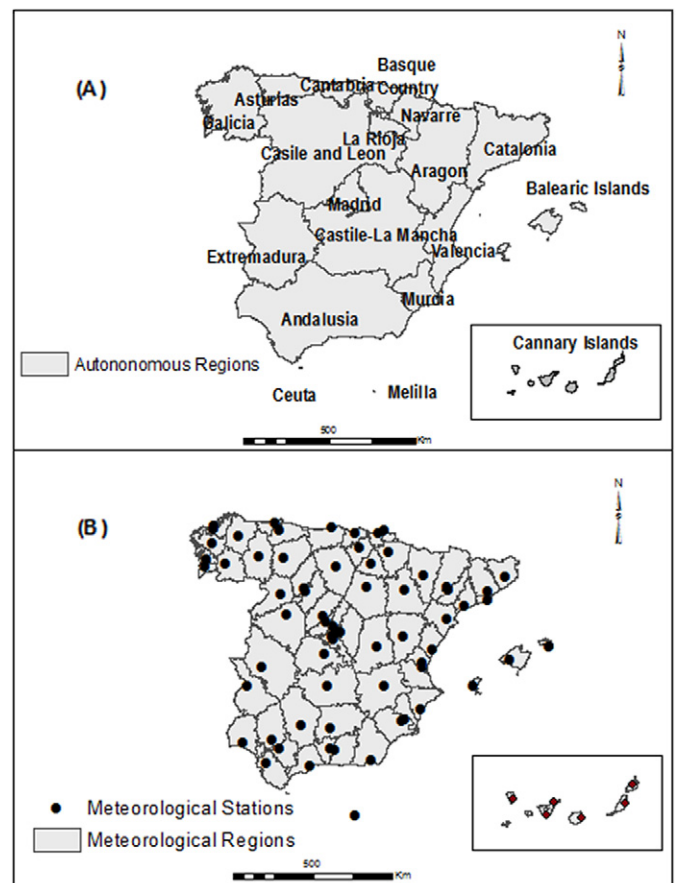 (A)
N
Basque
Country
Cantabria
Asturias
Galicia
Navarre
La Rioja
Casile and Leon
Catalonia
Aragon
Balearic Islands
Madrid
Castile-La Mancha
Valencia
Extremadura
Murcia
Andalusia
Cannary Islands
Autononomous Regions
Ceuta
Melilla
500
Km
(B)
N
Meteorological Stations
Meteorological Regions
500
Km